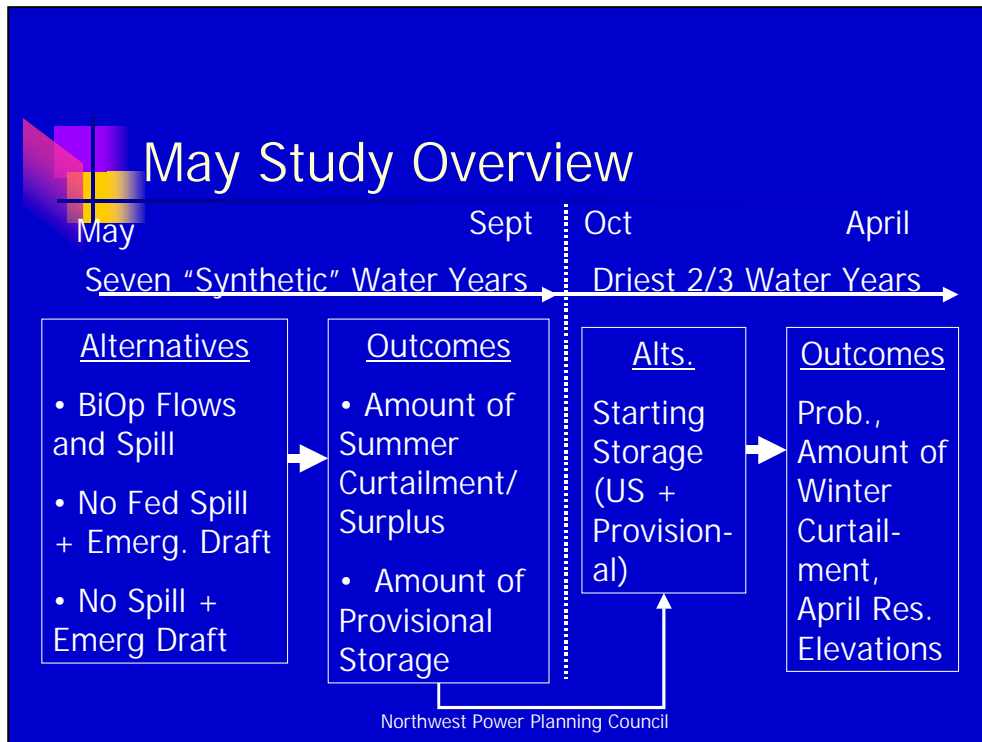 May Study Overview
May
Sept
Oct
April
Seven “Synthetic” Water Years
Driest 2/3 Water Years
Alternatives
• BiOp Flows
and Spill
• No Fed Spill
+ Emerg. Draft
• No Spill +
Emerg Draft
Outcomes
• Amount of
Summer
Curtailment/
Surplus
• Amount of
Provisional
Storage
Alts.
Starting
Storage
(US +
Provision-
al)
Outcomes
Prob.,
Amount of
Winter
Curtail-
ment,
April Res.
Elevations
Northwest Power Planning Council